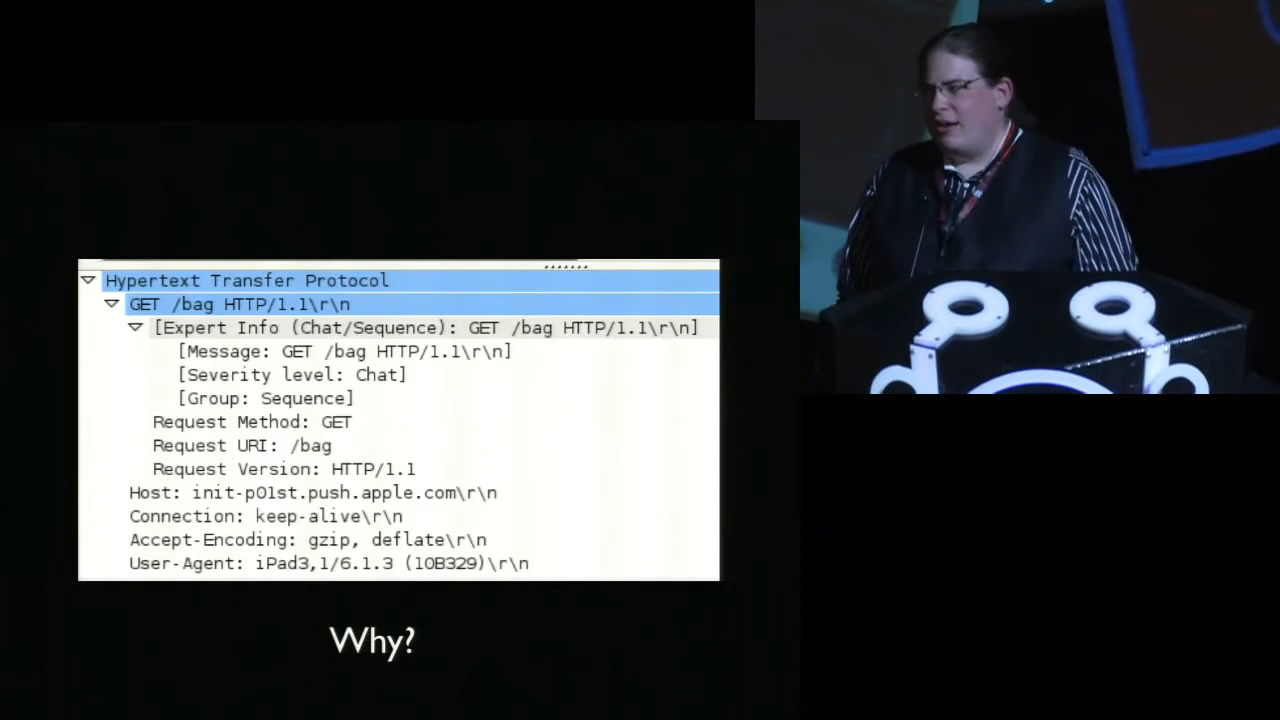 Hypertext Transfer Protocol
GET /bag HTTP/1.1\r\n
[Expert Info (Chat/Sequence): GET /bag HTTP/1.1\r\n]
[Message: GET /bag HTTP/1.1\r\n]
[Severity level: Chat]
[Group: Sequence]
Request Method: GET
Request URI: /bag
Request Version: HTTP/1.1
Host: init-p01st.push.apple.com\r\n
Connection: keep-alive\r\n
Accept-Encoding: gzip, deflate\r\n
User-Agent: iPad3,1/6.1.3 (10B329)\r\n
Why?